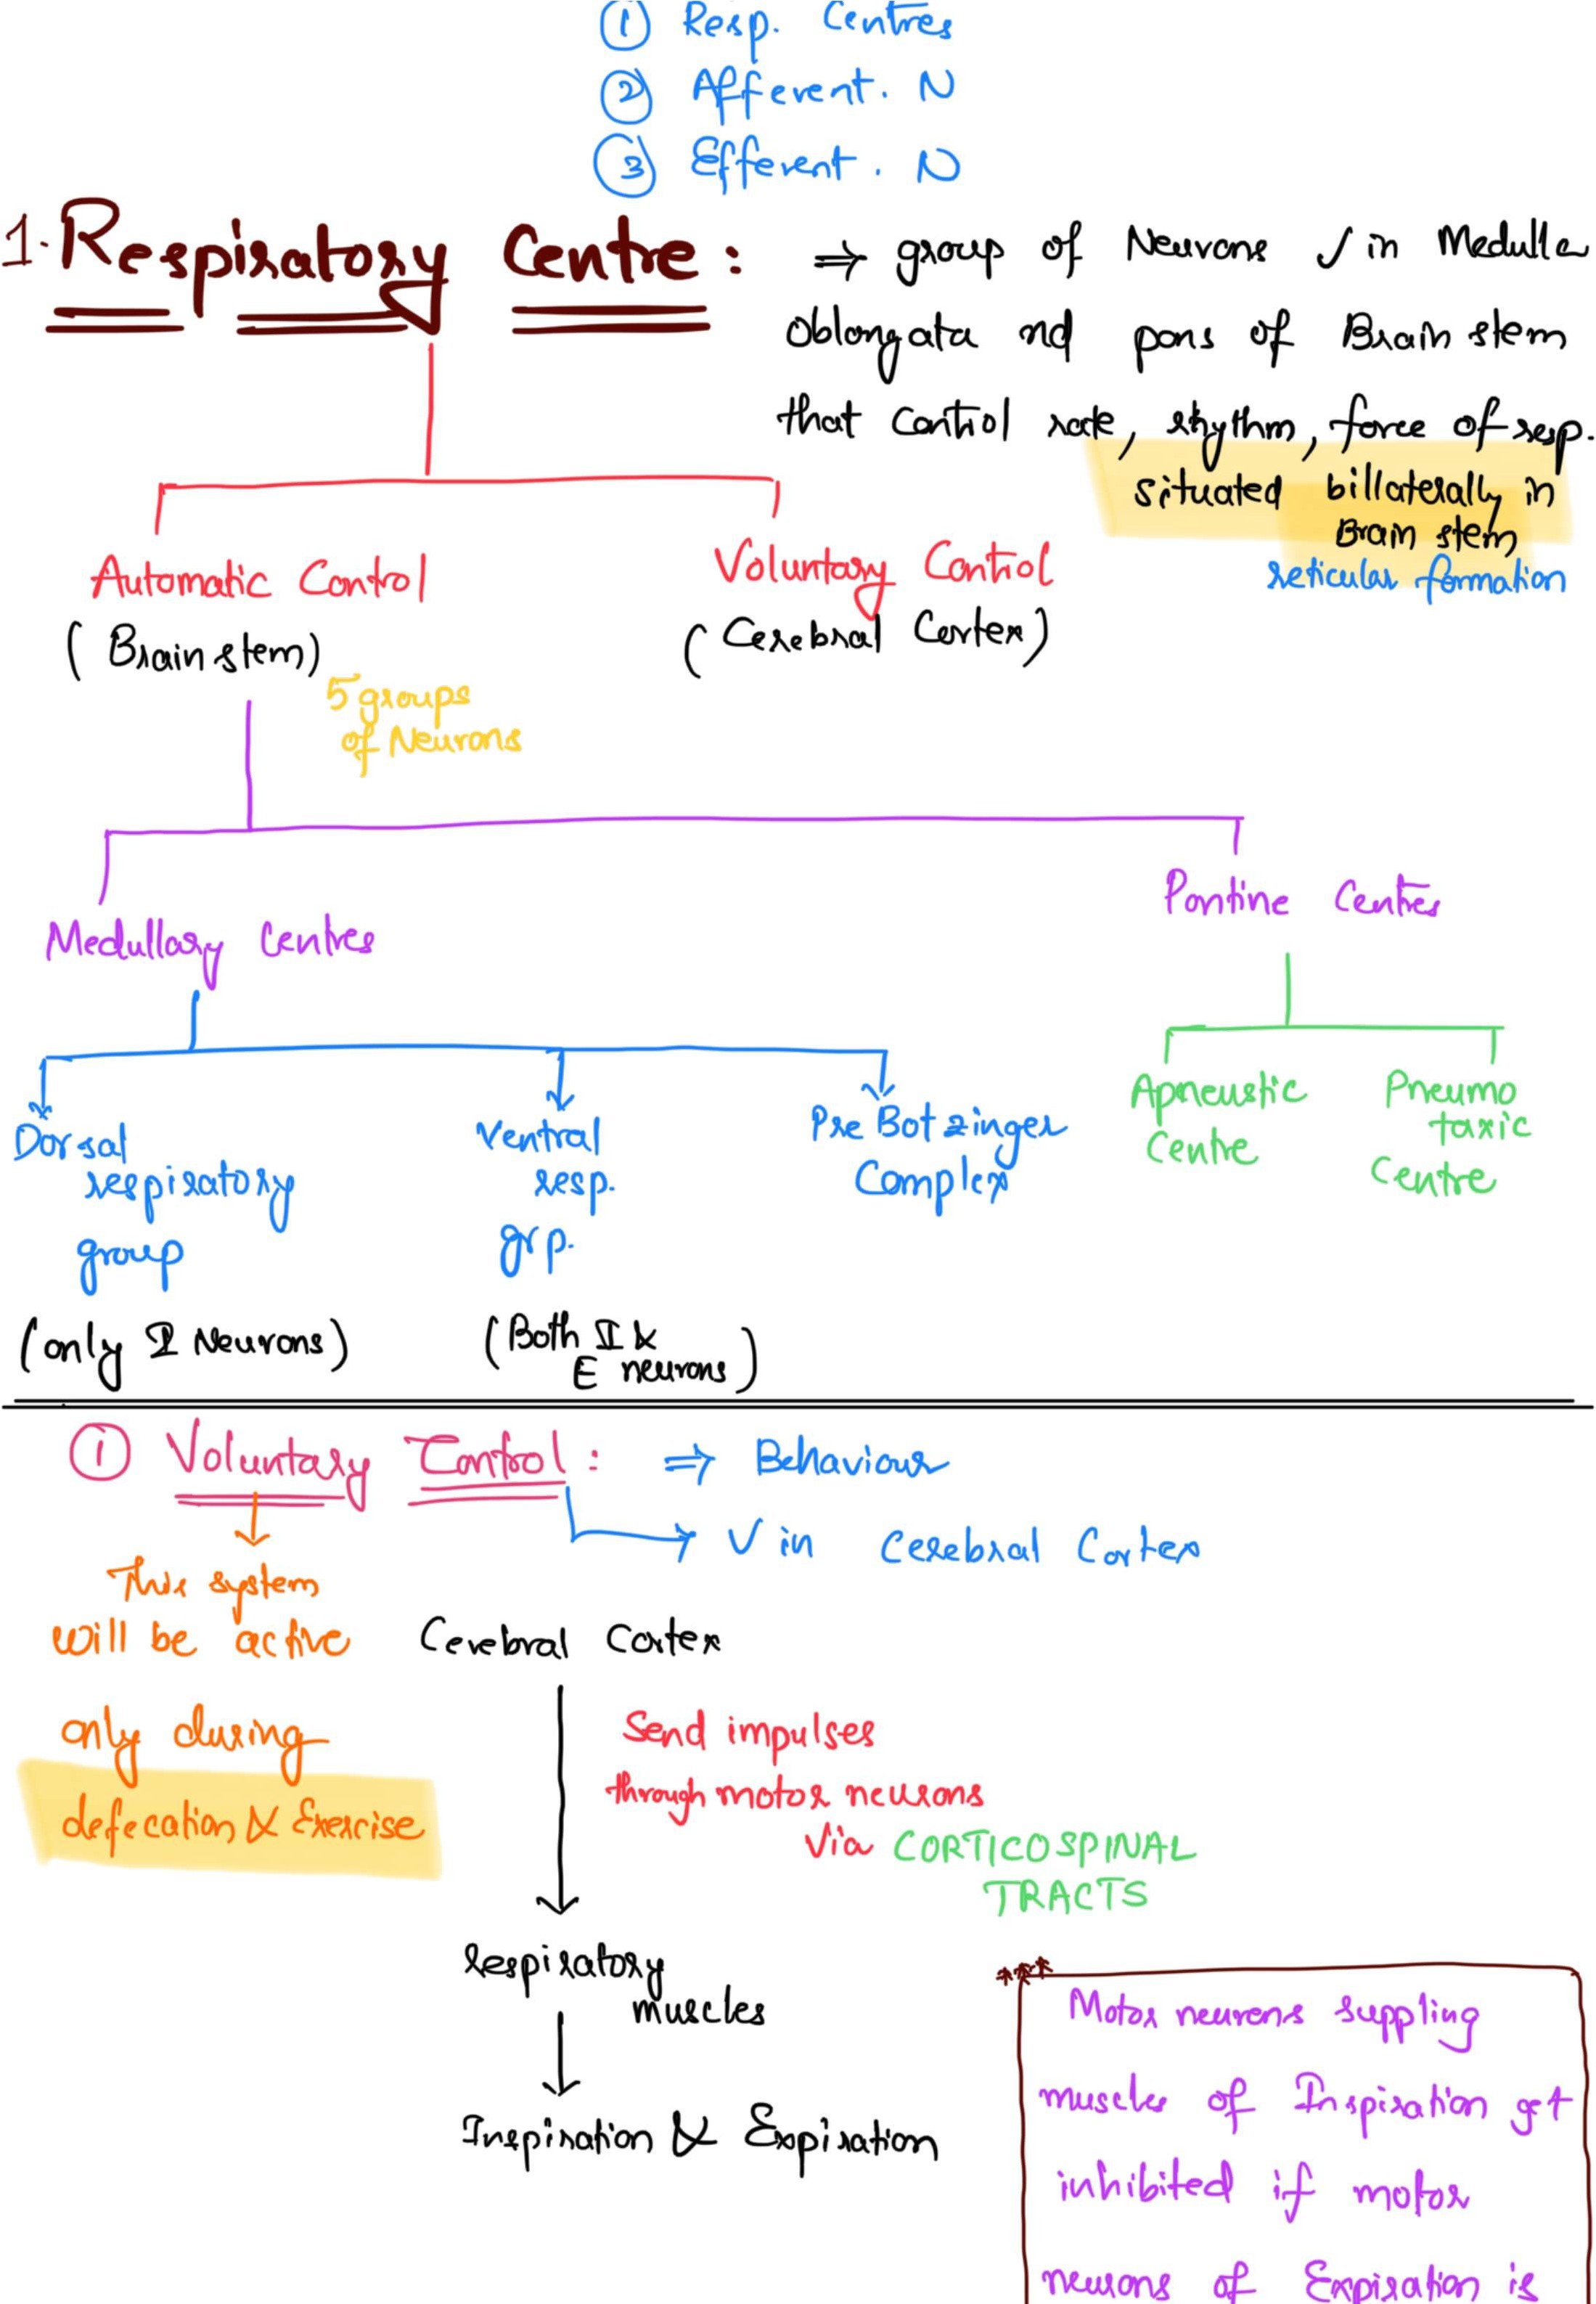 ① Resp. Centres
② Afferent. N
③ Efferent. N
1. Respiratory Centre : ⇒ group of Neurons ✓ in Medulla
oblongata nd pons of Brain stem
that control rate, rhythm, force of resp.
situated billaterally in
Brain stem
reticular formation
Automatic Control
(Brain stem)
Voluntary Control
(Cerebral Cortex)
5 groups
of Neurons
Medullary Centres
Pontine Centres
Dorsal
respiratory
group
(only I Neurons)
Ventral
resp.
grp.
(Both I &
E neurons)
Pre Botzinger
Complex
Apneustic
Centre
Pneumo
taxic
Centre
① Voluntary Control : ⇒ Behaviour
→ ✓ in Cerebral Cortex
This system
will be active
only during
defecation & Exercise
Cerebral Cortex
Send impulses
through motor neurons
Via CORTICOSPINAL
TRACTS
respiratory
muscles
Inspiration & Expiration
***
Motor neurons suppling
muscles of Inspiration get
inhibited if motor
neurons of Expiration is